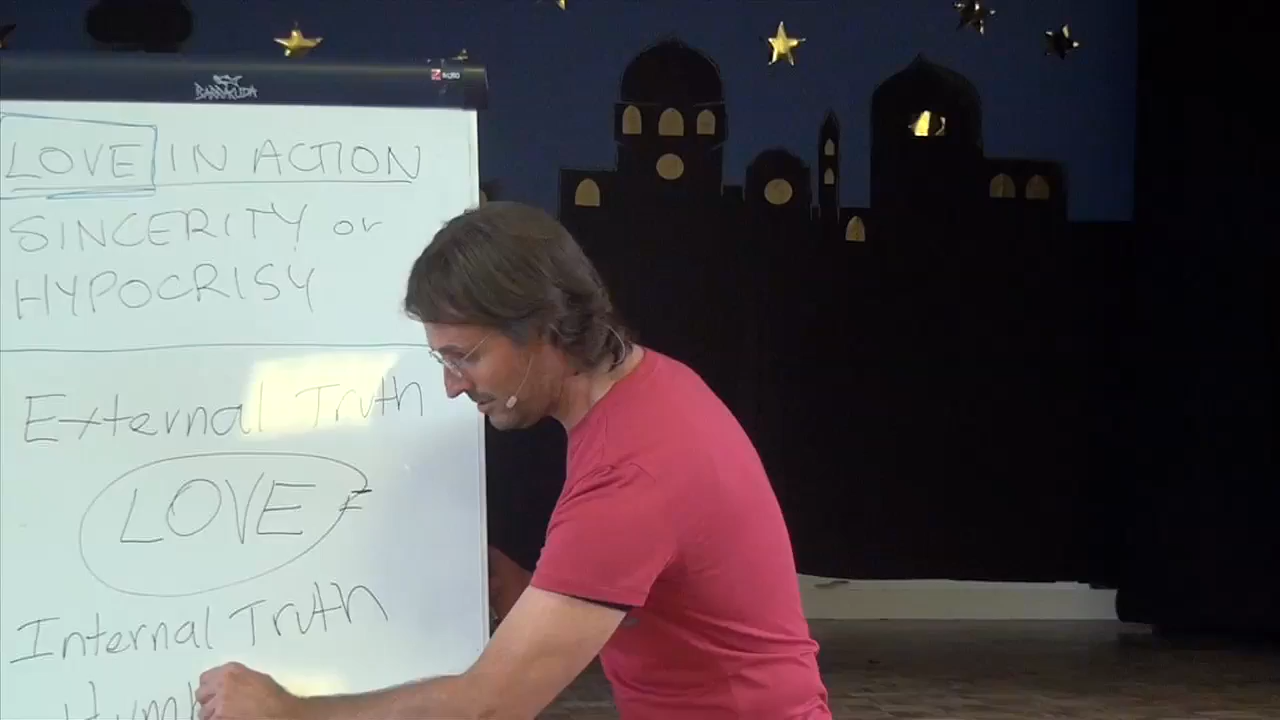 BARRACUDA
LOVE IN ACTION
SINCERITY or
HYPOCRISY
External Truth
LOVE
Internal Truth